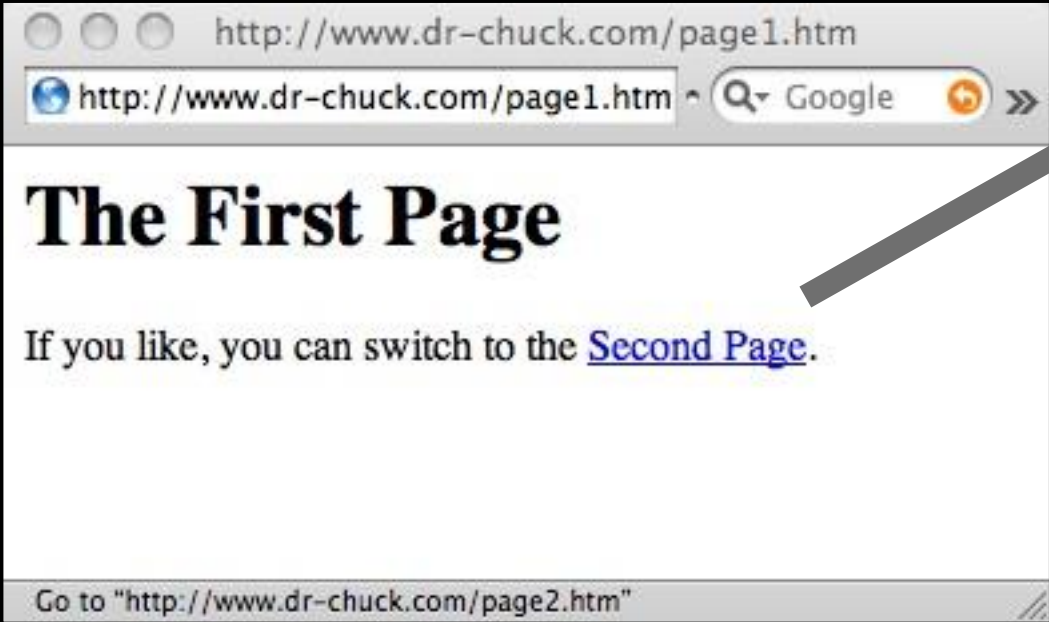 http://www.dr-chuck.com/page1.htm
http://www.dr-chuck.com/page1.htm Google
The First Page
If you like, you can switch to the Second Page.
Go to “http://www.dr-chuck.com/page2.htm”